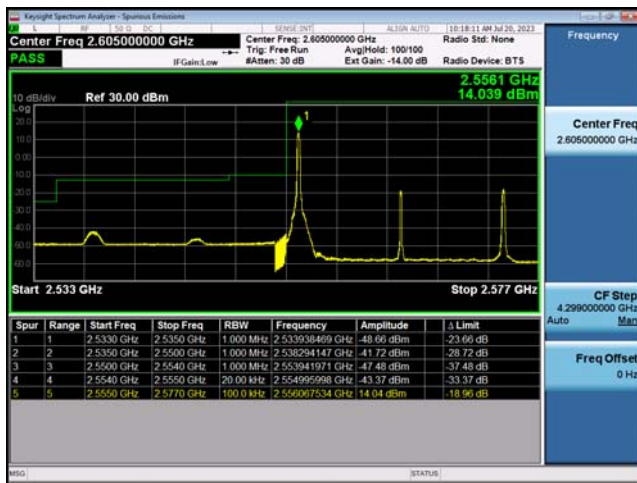 Keysight Spectrum Analyzer - Spurious Emissions
L RF 50 Ω DC SENSE:INT ALIGN AUTO 10:18:11 AM Jul 20, 2023
Center Freq 2.605000000 GHz
Center Freq: 2.605000000 GHz
Radio Std: None
Trig: Free Run
Avg|Hold: 100/100
PASS
IFGain:Low
#Atten: 30 dB
Ext Gain: -14.00 dB
Radio Device: BTS
2.5561 GHz
14.039 dBm
10 dB/div
Ref 30.00 dBm
Log
20.0
10.0
0.00
10.0
20.0
30.0
40.0
50.0
60.0
1
Start 2.533 GHz
Stop 2.577 GHz
Spur Range Start Freq Stop Freq RBW Frequency Amplitude Δ Limit
1 1 2.5330 GHz 2.5350 GHz 1.000 MHz 2.533938469 GHz -48.66 dBm -23.66 dB
2 2 2.5350 GHz 2.5500 GHz 1.000 MHz 2.538294147 GHz -41.72 dBm -28.72 dB
3 3 2.5500 GHz 2.5540 GHz 1.000 MHz 2.553941971 GHz -47.48 dBm -37.48 dB
4 4 2.5540 GHz 2.5550 GHz 20.00 kHz 2.554995998 GHz -43.37 dBm -33.37 dB
5 5 2.5550 GHz 2.5770 GHz 100.0 kHz 2.556067534 GHz 14.04 dBm -18.96 dB
MSG
STATUS
Frequency
Center Freq
2.605000000 GHz
CF Step
4.299000000 GHz
Auto Man
Freq Offset
0 Hz